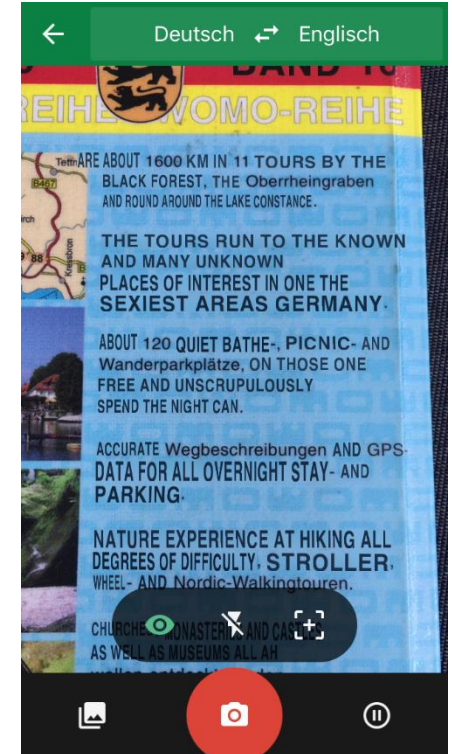 Deutsch Englisch
BAND
REIHE WOMO-REIHE
Tettn
B467
88
ARE ABOUT 1600 KM IN 11 TOURS BY THE
BLACK FOREST, THE Oberrheingraben
AND ROUND AROUND THE LAKE CONSTANCE.
THE TOURS RUN TO THE KNOWN
AND MANY UNKNOWN
PLACES OF INTEREST IN ONE THE
SEXIEST AREAS GERMANY.
ABOUT 120 QUIET BATHE-, PICNIC- AND
Wanderparkplätze, ON THOSE ONE
FREE AND UNSCRUPULOUSLY
SPEND THE NIGHT CAN.
ACCURATE Wegbeschreibungen AND GPS-
DATA FOR ALL OVERNIGHT STAY- AND
PARKING.
NATURE EXPERIENCE AT HIKING ALL
DEGREES OF DIFFICULTY, STROLLER,
WHEEL- AND Nordic-Walkingtouren.
CHURCHES MONASTERIES AND CASTLES
AS WELL AS MUSEUMS ALL AH